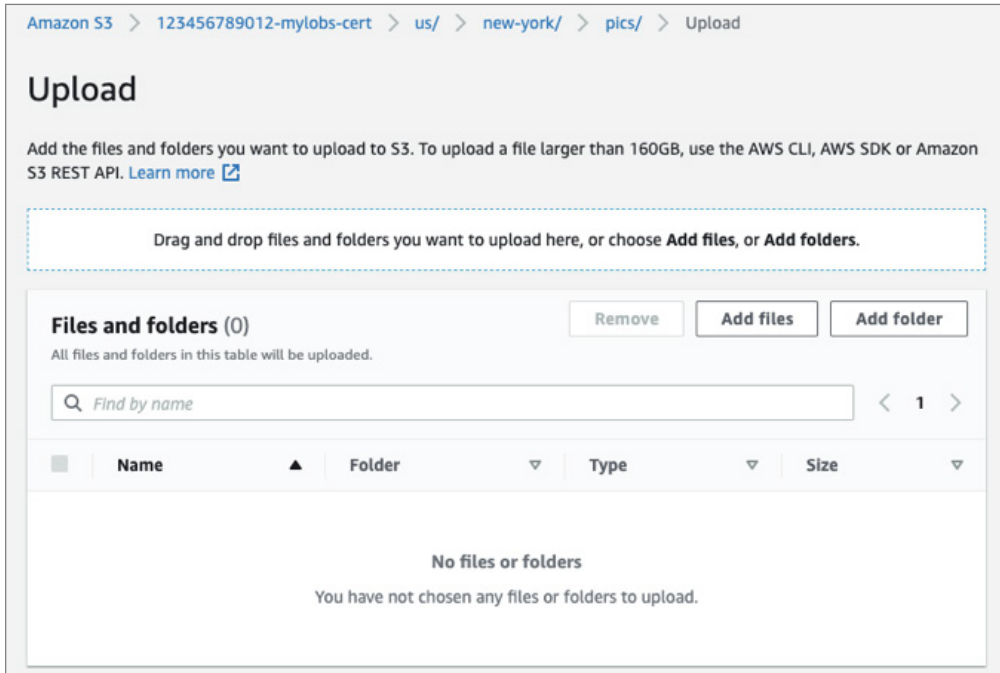 Amazon S3 > 123456789012-mylobs-cert > us/ > new-york/ > pics/ > Upload
Upload
Add the files and folders you want to upload to S3. To upload a file larger than 160GB, use the AWS CLI, AWS SDK or Amazon
S3 REST API. Learn more
Drag and drop files and folders you want to upload here, or choose Add files, or Add folders.
Files and folders (0)
Remove
Add files
Add folder
All files and folders in this table will be uploaded.
Find by name
< 1 >
Name Folder Type Size
No files or folders
You have not chosen any files or folders to upload.